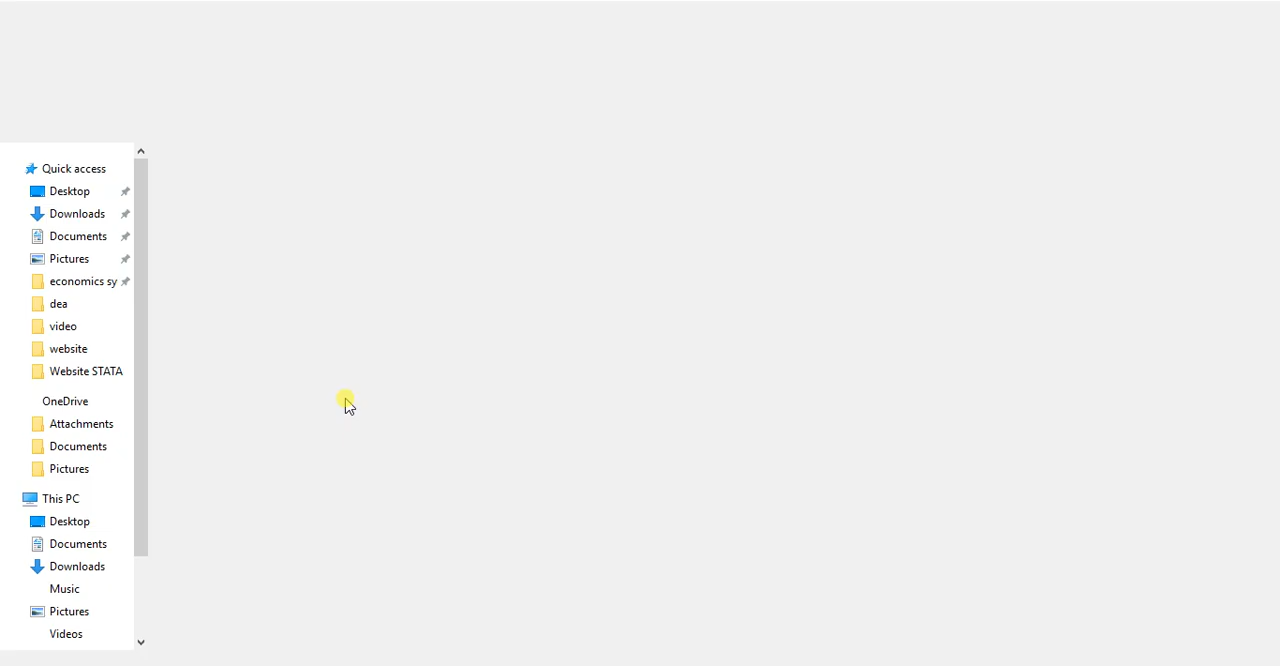 Quick access
Desktop
Downloads
Documents
Pictures
economics sy
dea
video
website
Website STATA
OneDrive
Attachments
Documents
Pictures
This PC
Desktop
Documents
Downloads
Music
Pictures
Videos